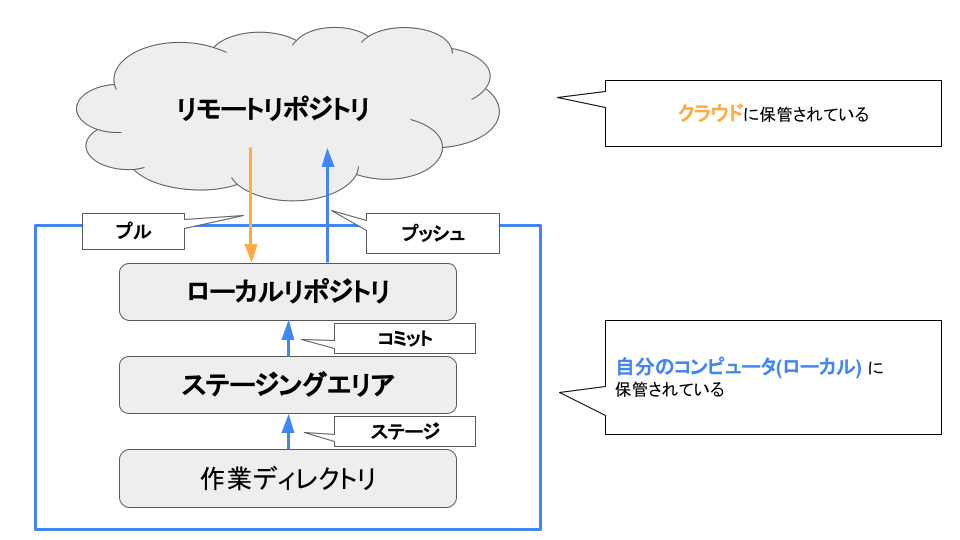 リモートリポジトリ
クラウドに保管されている
プル
プッシュ
ローカルリポジトリ
コミット
ステージングエリア
自分のコンピュータ(ローカル) に
保管されている
ステージ
作業ディレクトリ